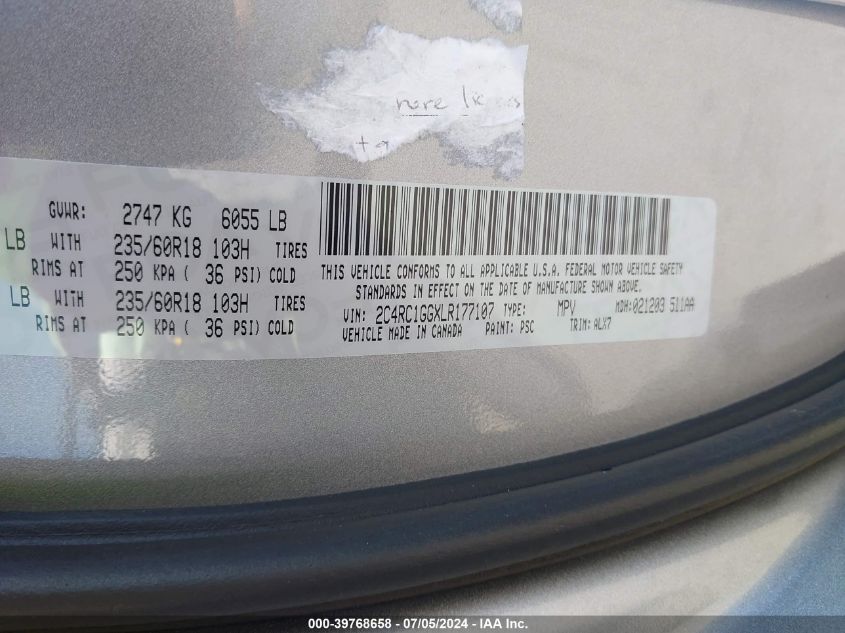 nore
GVWR: 2747 KG 6055 LB
LB WITH 235/60R18 103H TIRES
RIMS AT 250 KPA ( 36 PSI) COLD
LB WITH 235/60R18 103H TIRES
RIMS AT 250 KPA ( 36 PSI) COLD
THIS VEHICLE CONFORMS TO ALL APPLICABLE U.S.A. FEDERAL MOTOR VEHICLE SAFETY
STANDARDS IN EFFECT ON THE DATE OF MANUFACTURE SHOWN ABOVE.
VIN: 2C4RC1GGXLR177107 TYPE: MPV MDH:021203 511AA
VEHICLE MADE IN CANADA PAINT: PSC TRIM: ALX7
000-39768658 - 07/05/2024 - IAA Inc.